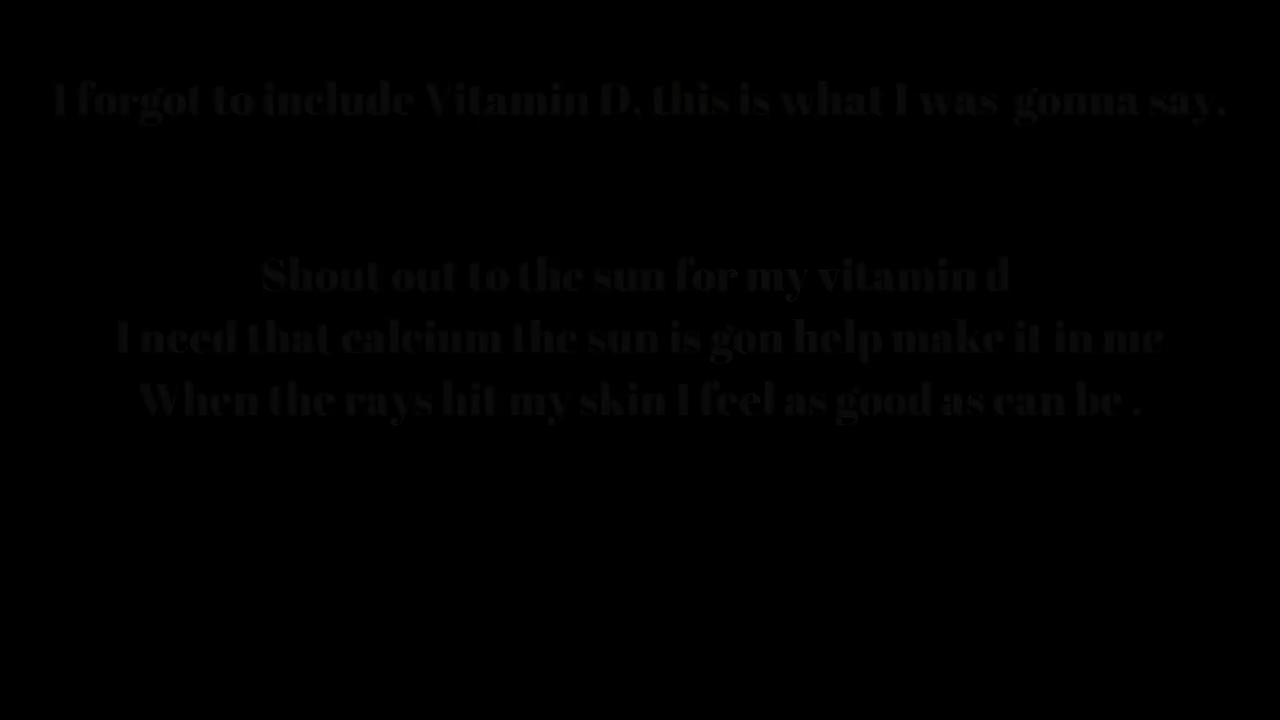 I forgot to include Vitamin D, this is what I was gonna say.
Shout out to the sun for my vitamin d
I need that calcium the sun is gon help make it in me
When the rays hit my skin I feel as good as can be .